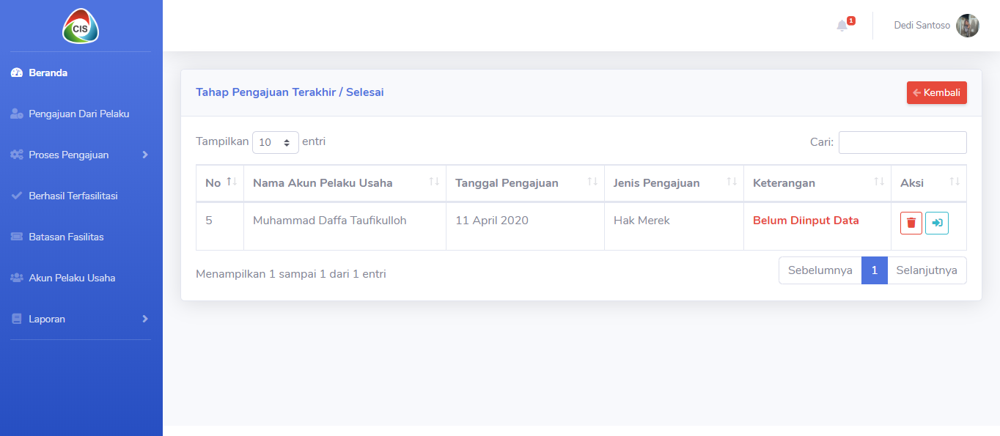 CIS
1
Dedi Santoso
Beranda
Pengajuan Dari Pelaku
Proses Pengajuan
Berhasil Terfasilitasi
Batasan Fasilitas
Akun Pelaku Usaha
Laporan
Tahap Pengajuan Terakhir / Selesai
Kembali
Tampilkan 10 entri
Cari:
No Nama Akun Pelaku Usaha Tanggal Pengajuan Jenis Pengajuan Keterangan Aksi
5 Muhammad Daffa Taufikulloh 11 April 2020 Hak Merek Belum Diinput Data
Menampilkan 1 sampai 1 dari 1 entri
Sebelumnya 1 Selanjutnya